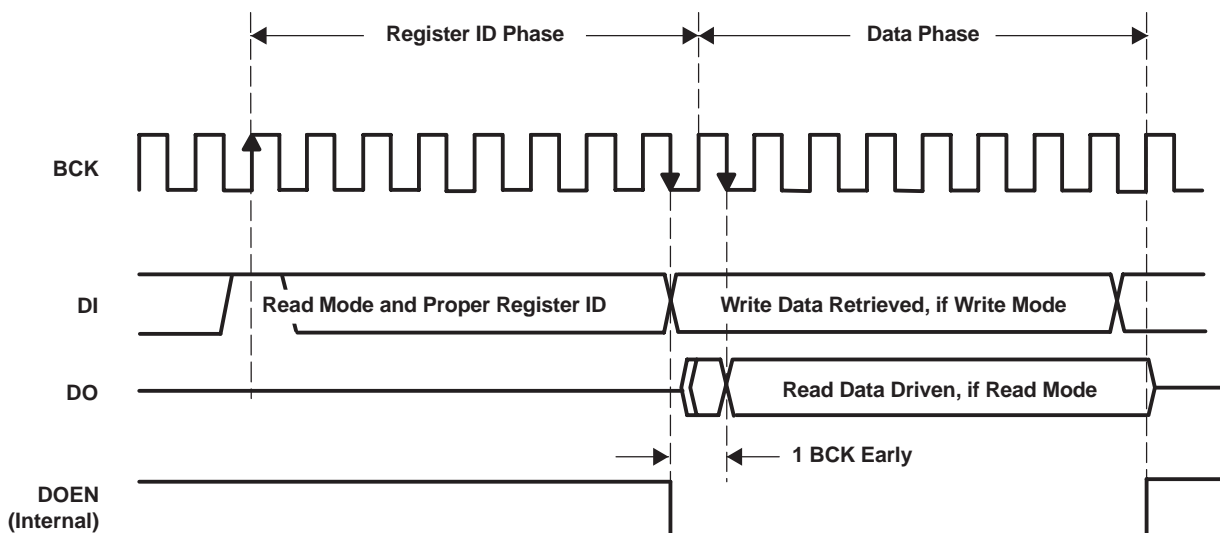 Register ID Phase
Data Phase
BCK
DI
Read Mode and Proper Register ID
Write Data Retrieved, if Write Mode
DO
Read Data Driven, if Read Mode
1 BCK Early
DOEN
(Internal)